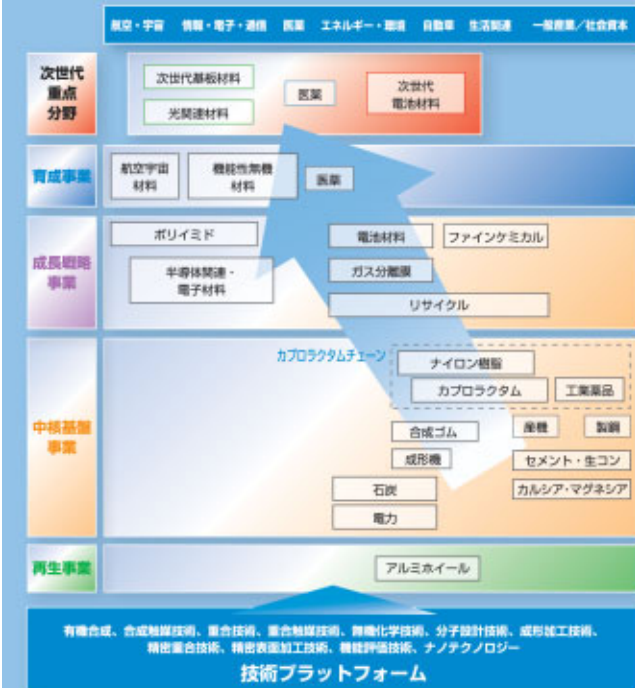 航空・宇宙 情報・電子・通信 医薬 エネルギー・環境 自動車 生活関連 一般産業／社会資本
次世代
重点
分野
次世代基板材料
光関連材料
医薬
次世代
電池材料
育成事業
航空宇宙
材料
機能性無機
材料
医薬
成長戦略
事業
ポリイミド
半導体関連・
電子材料
電池材料
ファインケミカル
ガス分離膜
リサイクル
中核基盤
事業
カプロラクタムチェーン
ナイロン樹脂
カプロラクタム
工業薬品
合成ゴム
産機
製鋼
成形機
セメント・生コン
石炭
カルシア・マグネシア
電力
再生事業
アルミホイール
有機合成、合成触媒技術、重合技術、重合触媒技術、無機化学技術、分子設計技術、成形加工技術、
精密重合技術、精密表面加工技術、機能評価技術、ナノテクノロジー
技術プラットフォーム